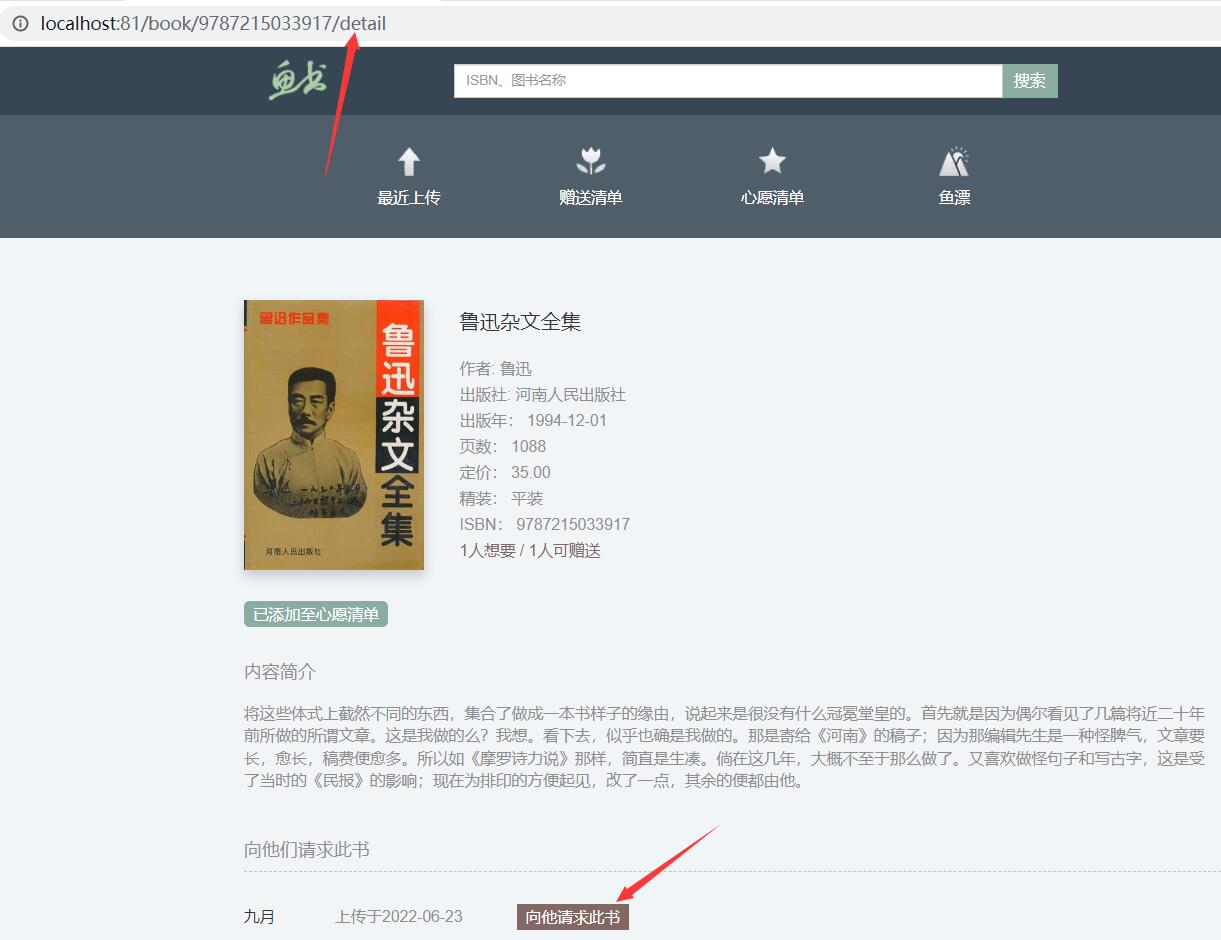 localhost:81/book/9787215033917/detail
鱼书
ISBN、图书名称
搜索
最近上传
赠送清单
心愿清单
鱼漂
鲁迅作品集
鲁迅杂文全集
河南人民出版社
鲁迅杂文全集
作者: 鲁迅
出版社: 河南人民出版社
出版年： 1994-12-01
页数： 1088
定价： 35.00
精装： 平装
ISBN： 9787215033917
1人想要 / 1人可赠送
已添加至心愿清单
内容简介
将这些体式上截然不同的东西，集合了做成一本书样子的缘由，说起来是很没有什么冠冕堂皇的。首先就是因为偶尔看见了几篇将近二十年
前所做的所谓文章。这是我做的么？我想。看下去，似乎也确是我做的。那是寄给《河南》的稿子；因为那编辑先生是一种怪脾气，文章要
长，愈长，稿费便愈多。所以如《摩罗诗力说》那样，简直是生凑。倘在这几年，大概不至于那么做了。又喜欢做怪句子和写古字，这是受
了当时的《民报》的影响；现在为排印的方便起见，改了一点，其余的便都由他。
向他们请求此书
九月
上传于2022-06-23
向他请求此书